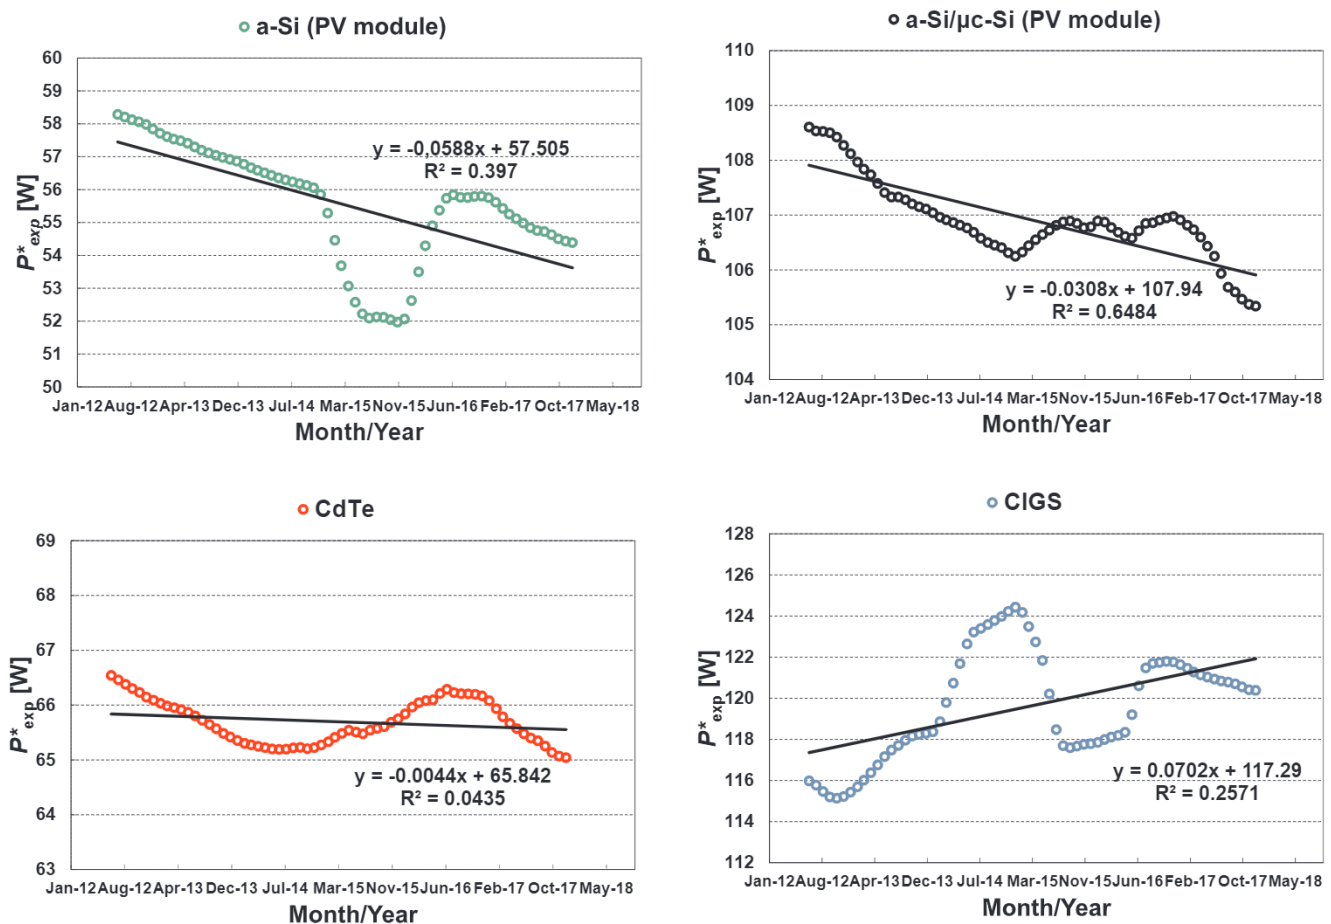 a-Si (PV module)
60
59
58
57
56
55
54
53
52
51
50
P*exp [W]
y = -0,0588x + 57.505
R² = 0.397
Jan-12 Aug-12 Apr-13 Dec-13 Jul-14 Mar-15 Nov-15 Jun-16 Feb-17 Oct-17 May-18
Month/Year
a-Si/µc-Si (PV module)
110
109
108
107
106
105
104
P*exp [W]
y = -0.0308x + 107.94
R² = 0.6484
Jan-12 Aug-12 Apr-13 Dec-13 Jul-14 Mar-15 Nov-15 Jun-16 Feb-17 Oct-17 May-18
Month/Year
CdTe
69
68
67
66
65
64
63
P*exp [W]
y = -0.0044x + 65.842
R² = 0.0435
Jan-12 Aug-12 Apr-13 Dec-13 Jul-14 Mar-15 Nov-15 Jun-16 Feb-17 Oct-17 May-18
Month/Year
CIGS
128
126
124
122
120
118
116
114
112
P*exp [W]
y = 0.0702x + 117.29
R² = 0.2571
Jan-12 Aug-12 Apr-13 Dec-13 Jul-14 Mar-15 Nov-15 Jun-16 Feb-17 Oct-17 May-18
Month/Year